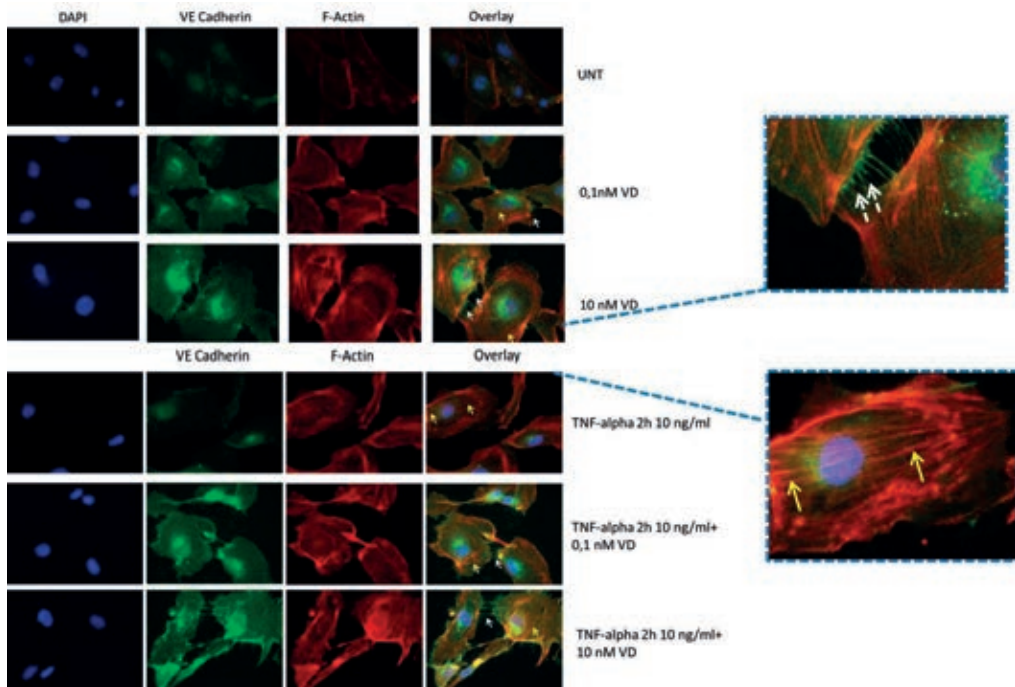 DAPI VE Cadherin F-Actin Overlay
UNT
0,1nM VD
10 nM VD
VE Cadherin F-Actin Overlay
TNF-alpha 2h 10 ng/ml
TNF-alpha 2h 10 ng/ml+
0,1 nM VD
TNF-alpha 2h 10 ng/ml+
10 nM VD